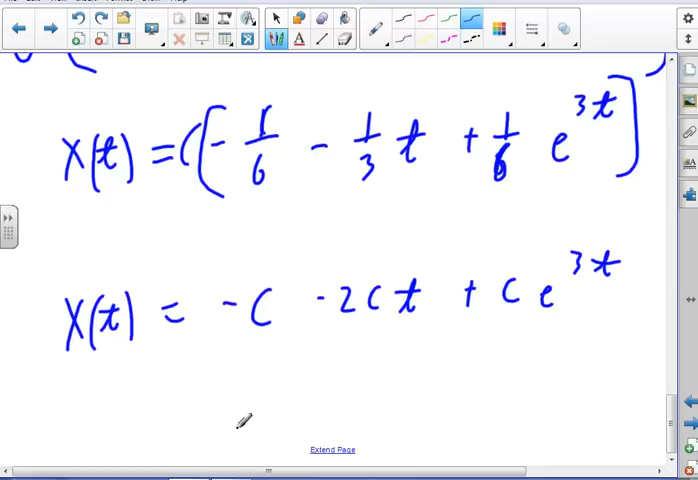 x(t) = C[ - 1/6 - 1/3 t + 1/6 e^3t ]
x(t) = -C - 2Ct + Ce^3t
Extend Page